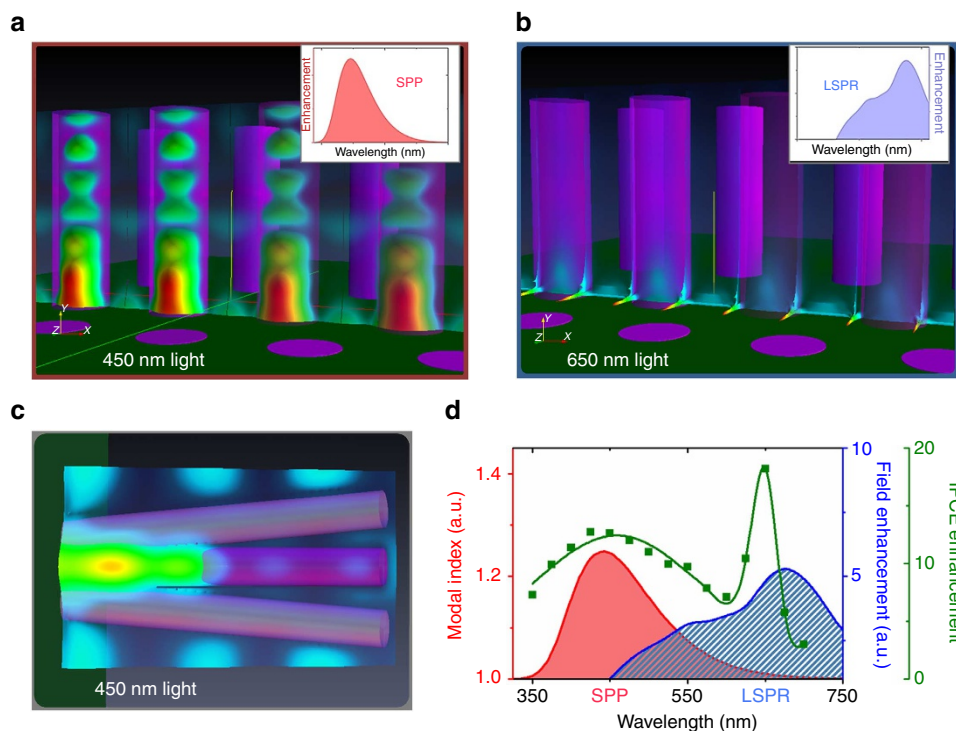 a
Enhancement
SPP
Wavelength (nm)
Y
Z
X
450 nm light
b
LSPR
Enhancement
Wavelength (nm)
Y
Z
X
650 nm light
c
450 nm light
d
1.4
1.2
1.0
Modal index (a.u.)
10
5
0
Field enhancement
(a.u.)
20
10
0
enhancement
350
SPP
550
LSPR
750
Wavelength (nm)